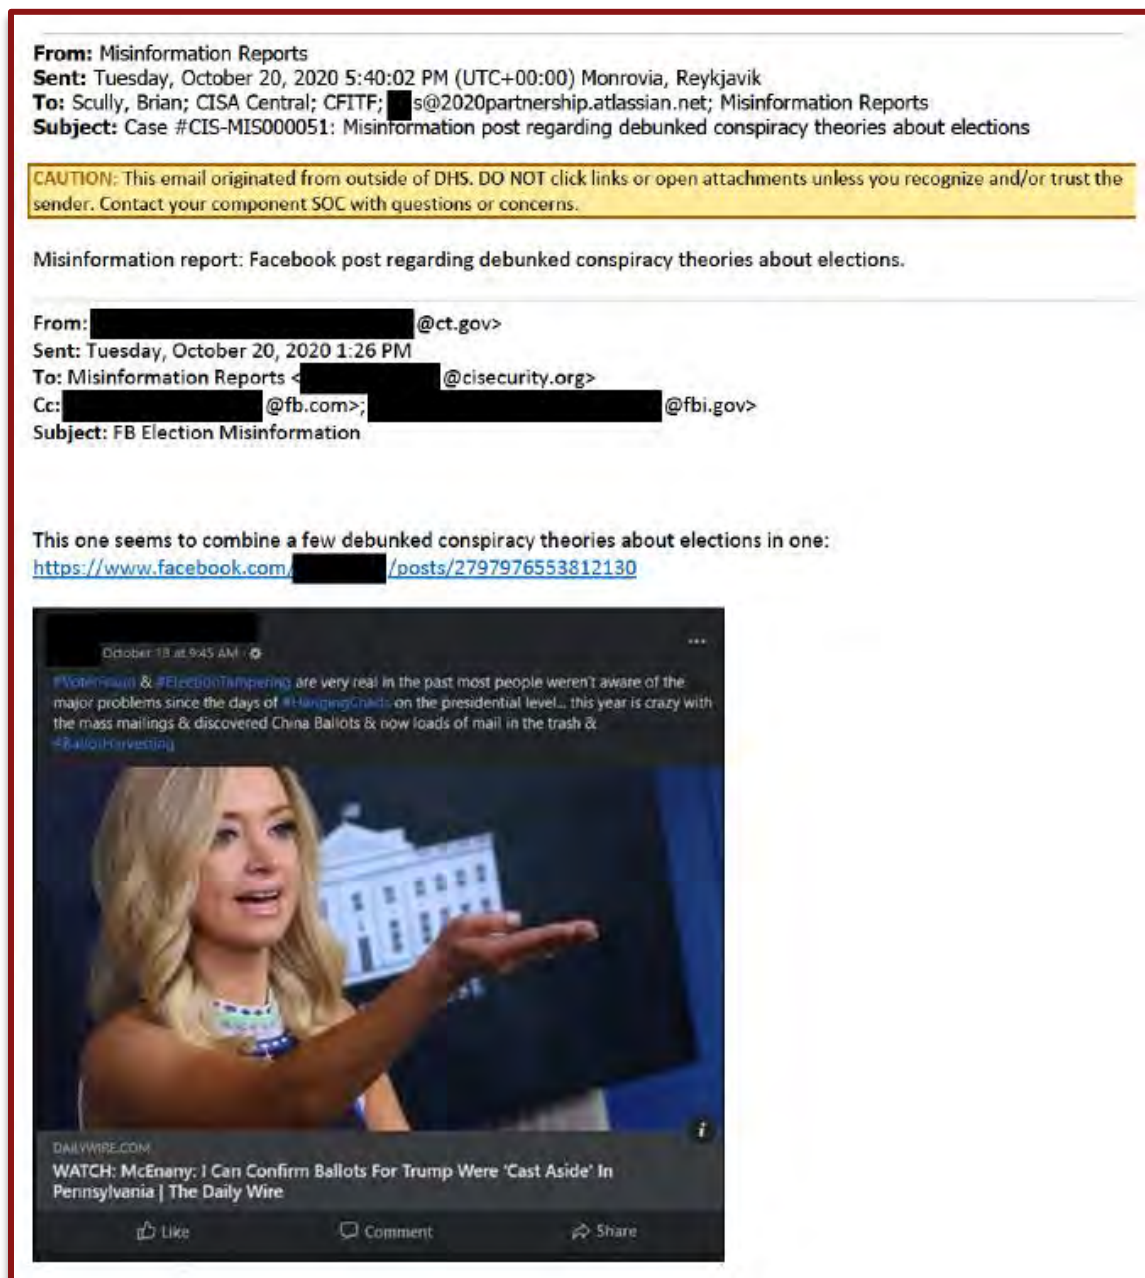 From: Misinformation Reports
Sent: Tuesday, October 20, 2020 5:40:02 PM (UTC+00:00) Monrovia, Reykjavik
To: Scully, Brian; CISA Central; CFITF; s@2020partnership.atlassian.net; Misinformation Reports
Subject: Case #CIS-MIS000051: Misinformation post regarding debunked conspiracy theories about elections
CAUTION: This email originated from outside of DHS. DO NOT click links or open attachments unless you recognize and/or trust the
sender. Contact your component SOC with questions or concerns.
Misinformation report: Facebook post regarding debunked conspiracy theories about elections.
From: @ct.gov>
Sent: Tuesday, October 20, 2020 1:26 PM
To: Misinformation Reports < @cisecurity.org>
Cc: @fb.com>; @fbi.gov>
Subject: FB Election Misinformation
This one seems to combine a few debunked conspiracy theories about elections in one:
https://www.facebook.com/ /posts/2797976553812130
October 19 at 9:45 AM ·
#VoterFraud & #ElectionTampering are very real in the past most people weren't aware of the
major problems since the days of #HangingChads on the presidential level... this year is crazy with
the mass mailings & discovered China Ballots & now loads of mail in the trash &
#BallotHarvesting
DAILYWIRE.COM
WATCH: McEnany: I Can Confirm Ballots For Trump Were 'Cast Aside' In
Pennsylvania | The Daily Wire
Like Comment Share